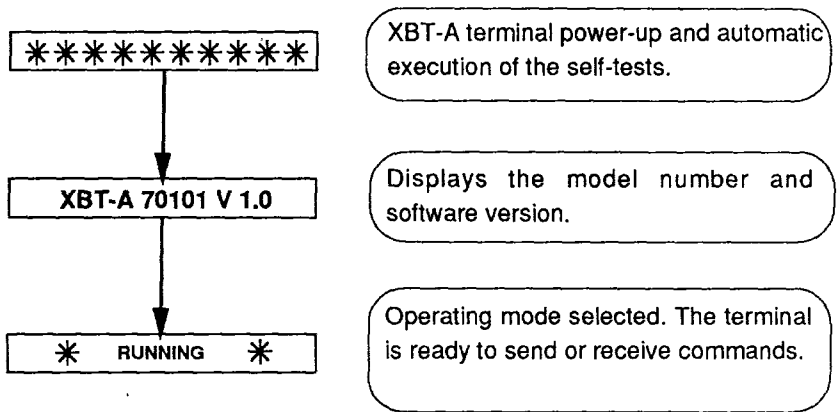 **********
XBT-A terminal power-up and automatic
execution of the self-tests.
XBT-A 70101 V 1.0
Displays the model number and
software version.
* RUNNING *
Operating mode selected. The terminal
is ready to send or receive commands.